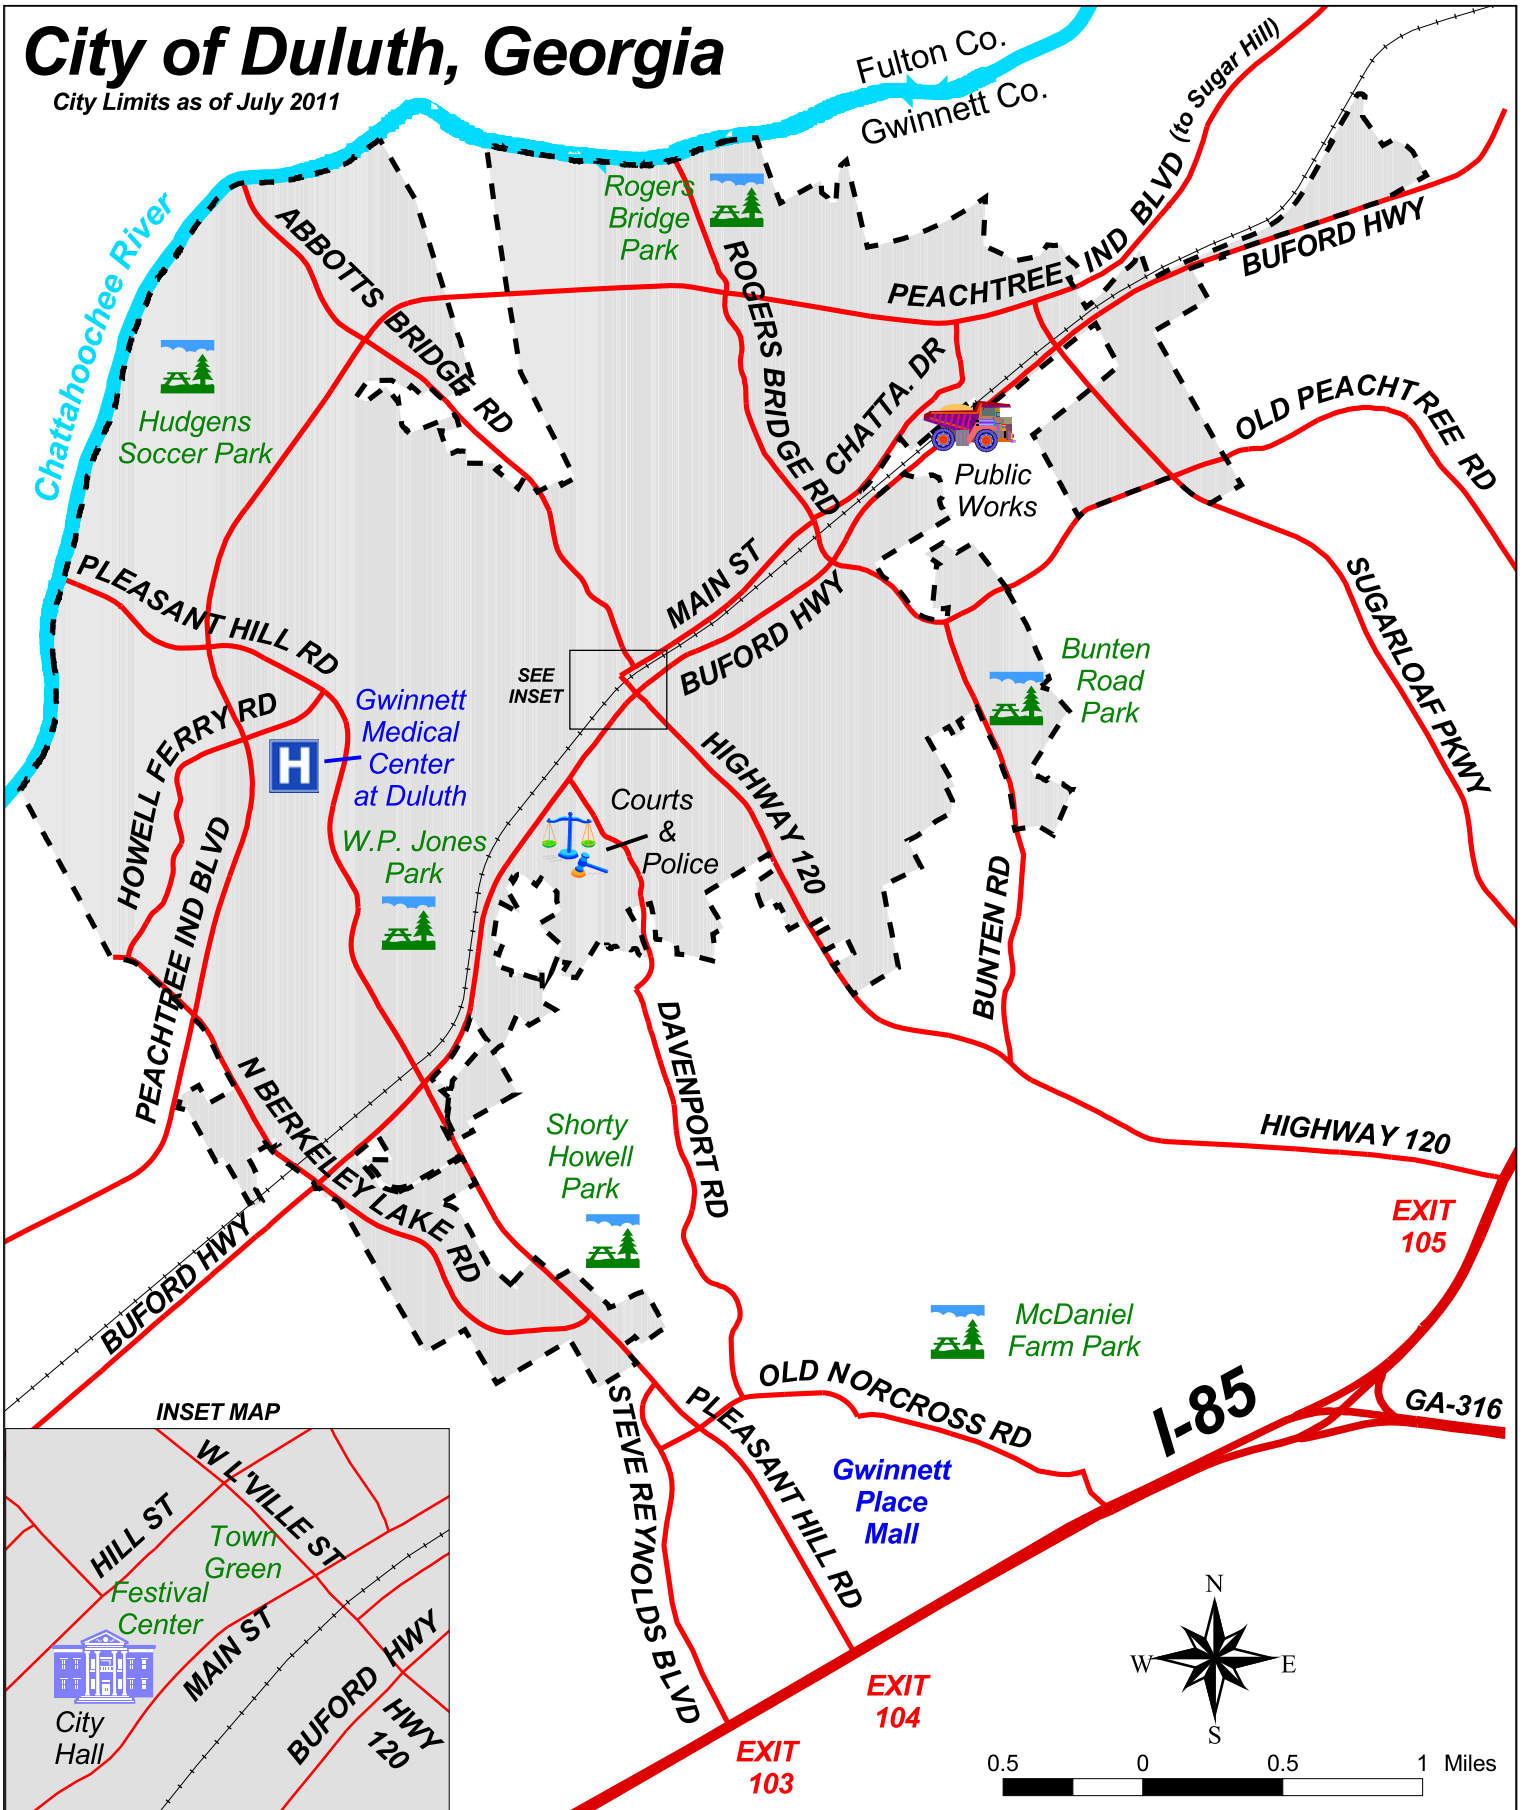 City of Duluth, Georgia
City Limits as of July 2011
Fulton Co.
Gwinnett Co.
Chattahoochee River
ABBOTTS BRIDGE RD
Rogers
Bridge
Park
ROGERS BRIDGE RD
PEACHTREE IND BLVD (to Sugar Hill)
BUFORD HWY
Hudgens
Soccer Park
CHATTA. DR
OLD PEACHTREE RD
Public
Works
PLEASANT HILL RD
MAIN ST
BUFORD HWY
SUGARLOAF PKWY
SEE
INSET
Bunten
Road
Park
HOWELL FERRY RD
H
Gwinnett
Medical
Center
at Duluth
HIGHWAY 120
Courts
&
Police
W.P. Jones
Park
PEACHTREE IND BLVD
BUNTEN RD
N BERKELEY LAKE RD
DAVENPORT RD
Shorty
Howell
Park
HIGHWAY 120
EXIT
105
BUFORD HWY
McDaniel
Farm Park
OLD NORCROSS RD
I-85
GA-316
STEVE REYNOLDS BLVD
PLEASANT HILL RD
Gwinnett
Place
Mall
EXIT
104
EXIT
103
INSET MAP
W L'VILLE ST
HILL ST
Town
Green
Festival
Center
MAIN ST
BUFORD HWY
HWY
120
City
Hall
N
W
E
S
0.5 0 0.5 1 Miles